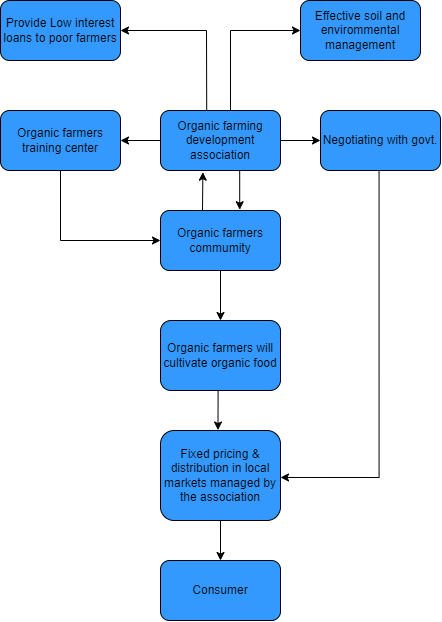 Provide Low interest
loans to poor farmers
Effective soil and
environmental
management
Organic farmers
training center
Organic farming
development
association
Negotiating with govt.
Organic farmers
commumity
Organic farmers will
cultivate organic food
Fixed pricing &
distribution in local
markets managed by
the association
Consumer